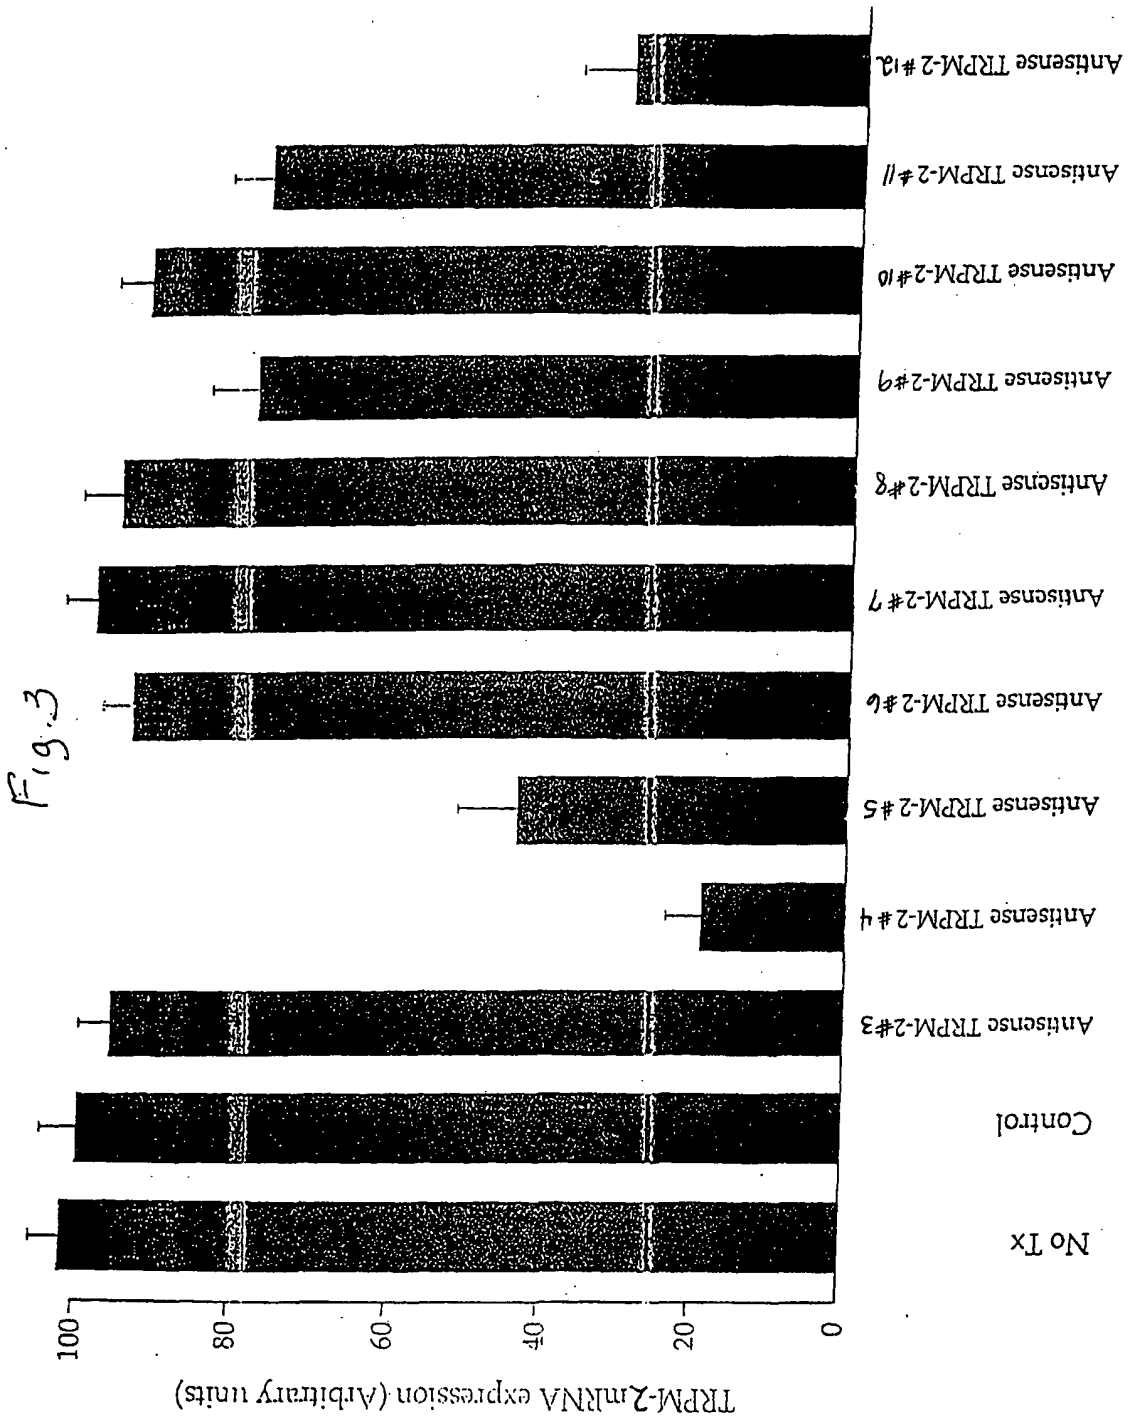 Fig. 3
TRPM-2 mRNA expression (Arbitrary units)
100
80
60
40
20
0
No Tx
Control
Antisense TRPM-2 #3
Antisense TRPM-2 #4
Antisense TRPM-2 #5
Antisense TRPM-2 #6
Antisense TRPM-2 #7
Antisense TRPM-2 #8
Antisense TRPM-2 #9
Antisense TRPM-2 #10
Antisense TRPM-2 #11
Antisense TRPM-2 #12